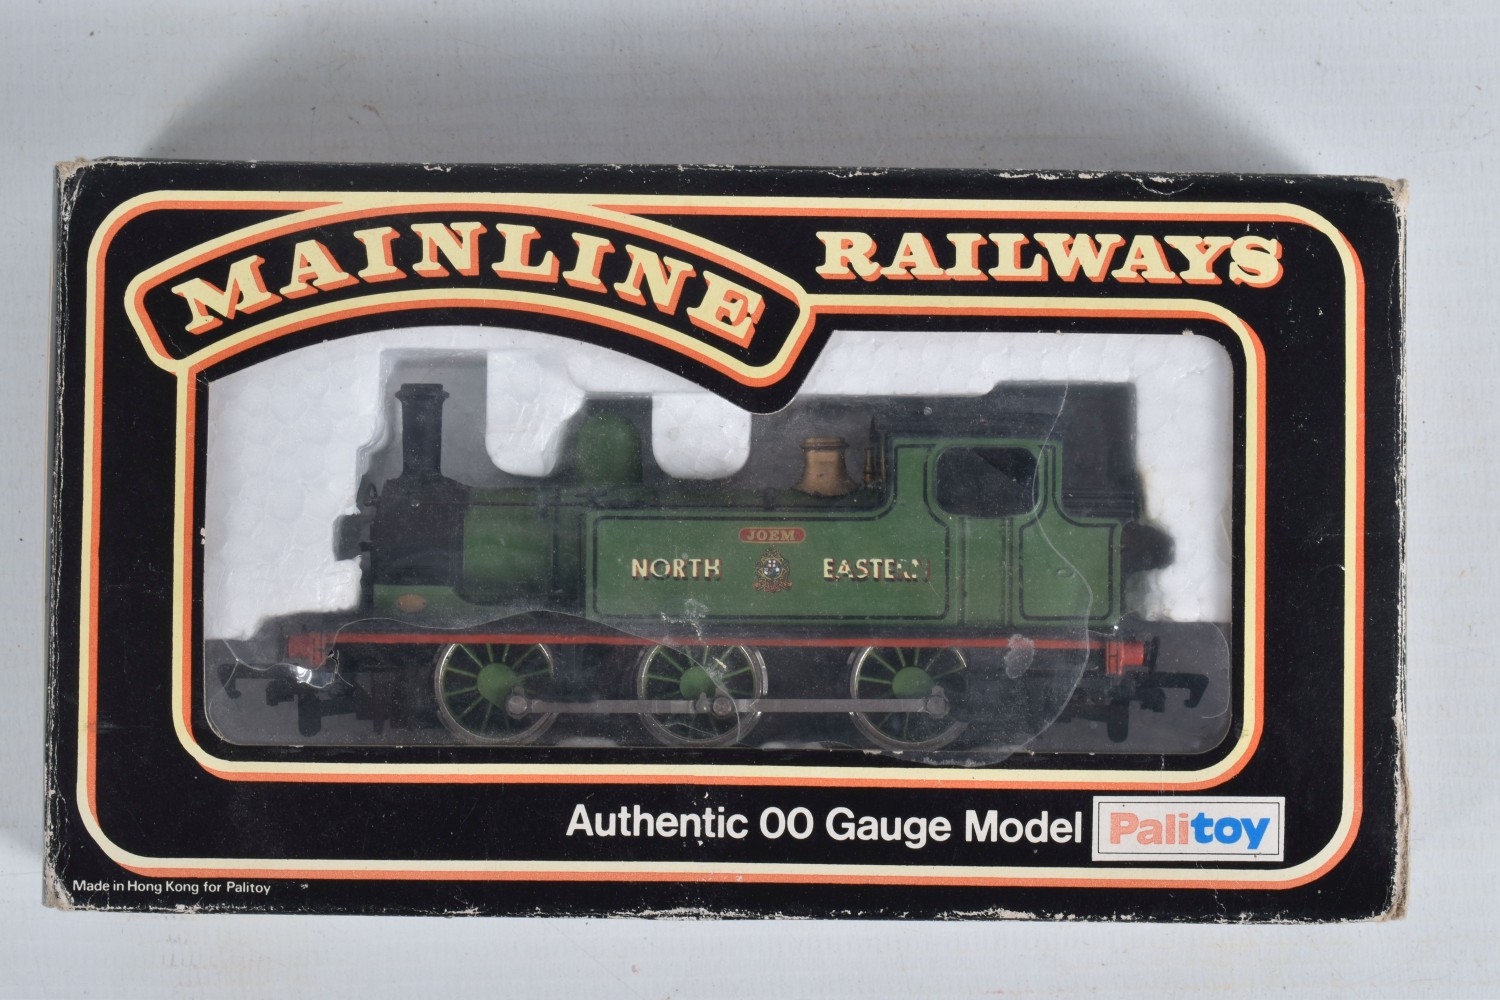 MAINLINE RAILWAYS
JOEM
NORTH EASTERN
Authentic 00 Gauge Model Palitoy
Made in Hong Kong for Palitoy